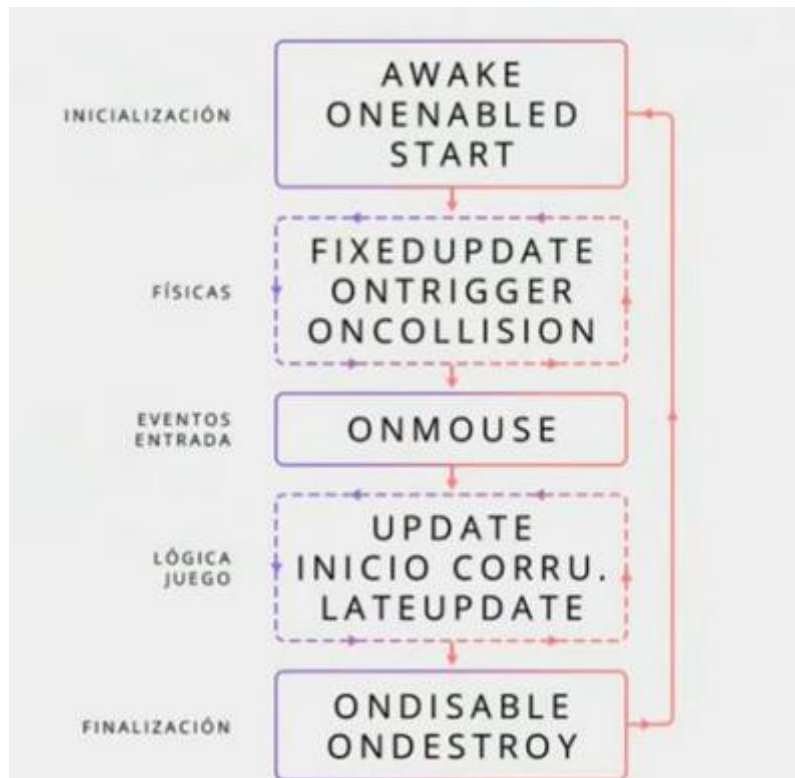 INICIALIZACIÓN
AWAKE
ONENABLED
START
FÍSICAS
FIXEDUPDATE
ONTRIGGER
ONCOLLISION
EVENTOS
ENTRADA
ONMOUSE
LÓGICA
JUEGO
UPDATE
INICIO CORRU.
LATEUPDATE
FINALIZACIÓN
ONDISABLE
ONDESTROY